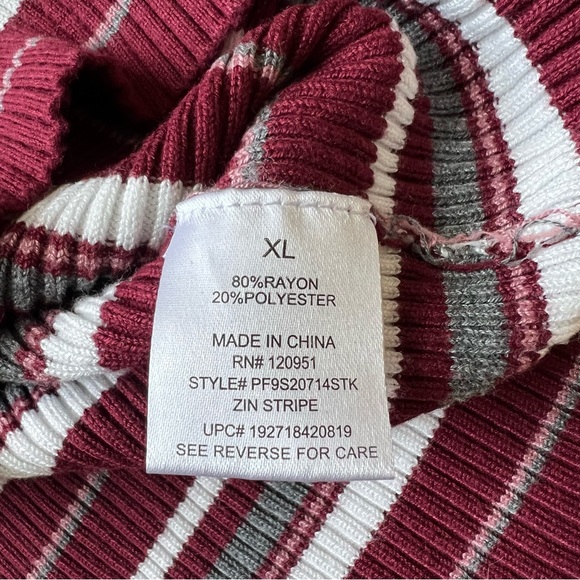 XL
80%RAYON
20%POLYESTER
MADE IN CHINA
RN# 120951
STYLE# PF9S20714STK
ZIN STRIPE
UPC# 192718420819
SEE REVERSE FOR CARE